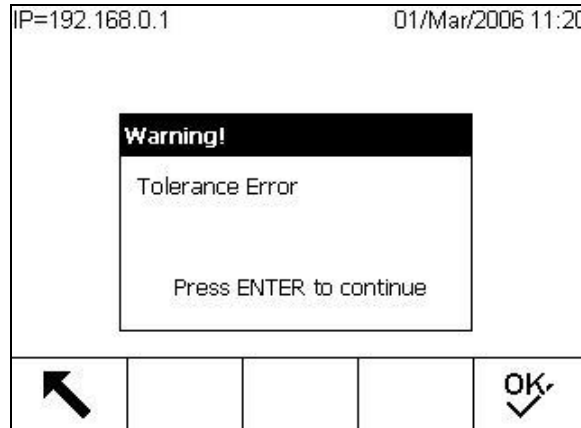 IP=192.168.0.1 01/Mar/2006 11:20
Warning!
Tolerance Error
Press ENTER to continue
OK